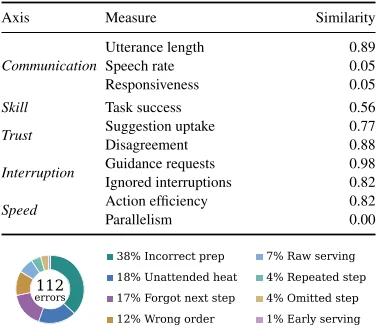 Axis Measure Similarity
Utterance length 0.89
Communication Speech rate 0.05
Responsiveness 0.05
Skill Task success 0.56
Trust Suggestion uptake 0.77
Disagreement 0.88
Interruption Guidance requests 0.98
Ignored interruptions 0.82
Speed Action efficiency 0.82
Parallelism 0.00
112
errors
38% Incorrect prep
18% Unattended heat
17% Forgot next step
12% Wrong order
7% Raw serving
4% Repeated step
4% Omitted step
1% Early serving